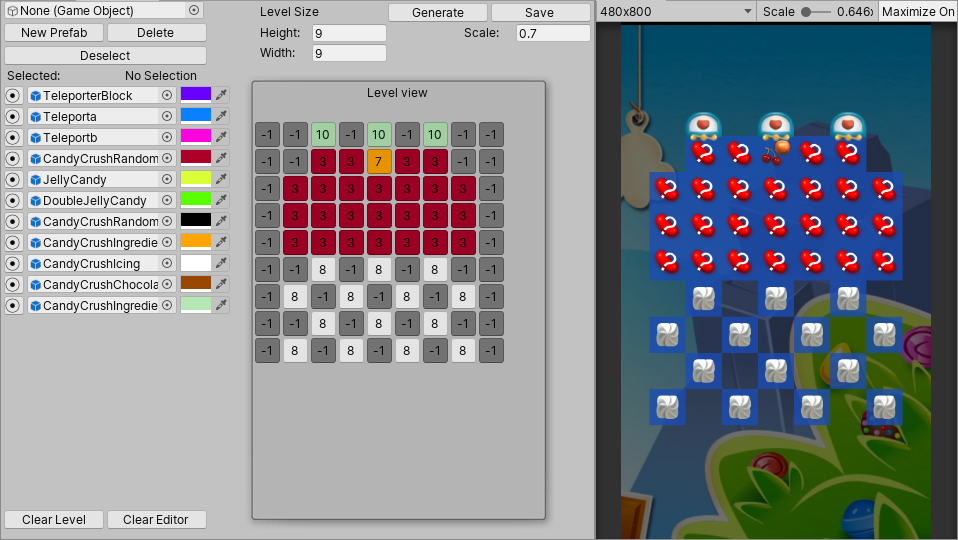 None (Game Object)
New Prefab
Delete
Deselect
Selected:
No Selection
TeleporterBlock
Teleporta
Teleportb
CandyCrushRandom
JellyCandy
DoubleJellyCandy
CandyCrushRandom
CandyCrushIngredie
CandyCrushIcing
CandyCrushChocola
CandyCrushIngredie
Clear Level
Clear Editor
Level Size
Generate
Save
Height: 9
Scale: 0.7
Width: 9
Level view
-1 -1 10 -1 10 -1 10 -1 -1
-1 -1 3 3 7 3 3 -1 -1
-1 3 3 3 3 3 3 3 -1
-1 3 3 3 3 3 3 3 -1
-1 3 3 3 3 3 3 3 -1
-1 -1 8 -1 8 -1 8 -1 -1
-1 8 -1 8 -1 8 -1 8 -1
-1 -1 8 -1 8 -1 8 -1 -1
-1 8 -1 8 -1 8 -1 8 -1
480x800
Scale
0.646
Maximize On